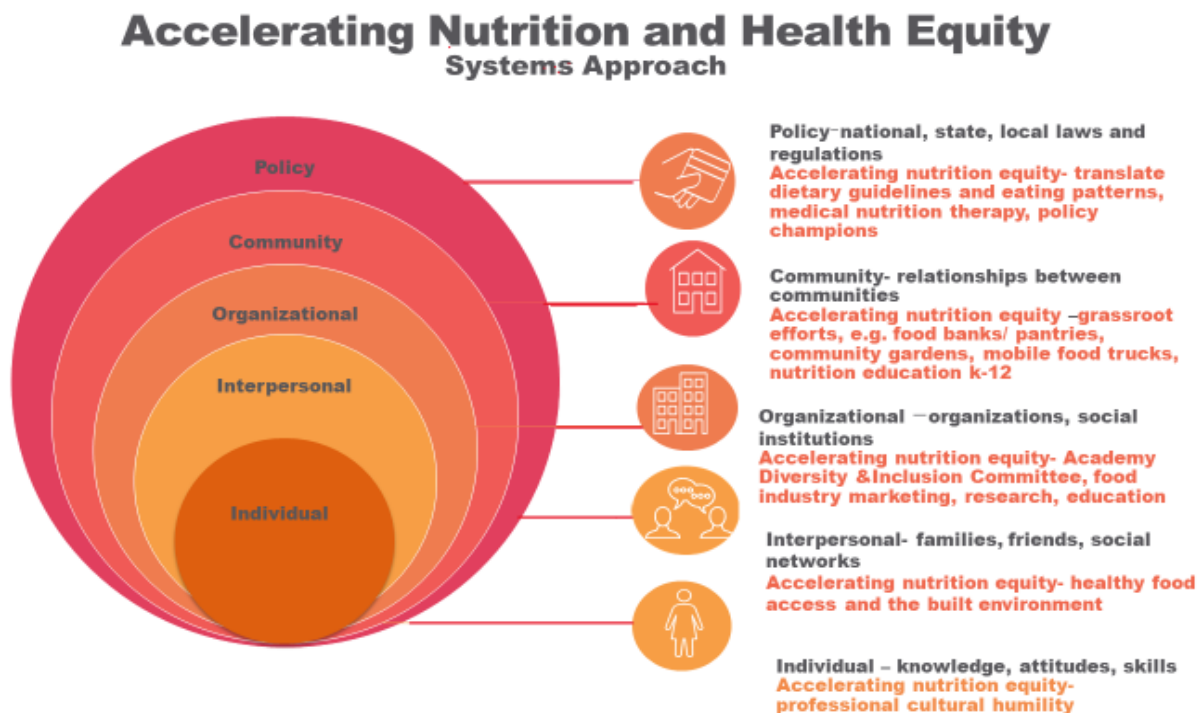 Accelerating Nutrition and Health Equity
Systems Approach
Policy
Community
Organizational
Interpersonal
Individual
Policy-national, state, local laws and
regulations
Accelerating nutrition equity- translate
dietary guidelines and eating patterns,
medical nutrition therapy, policy
champions
Community- relationships between
communities
Accelerating nutrition equity –grassroot
efforts, e.g. food banks/ pantries,
community gardens, mobile food trucks,
nutrition education k-12
Organizational –organizations, social
institutions
Accelerating nutrition equity- Academy
Diversity &Inclusion Committee, food
industry marketing, research, education
Interpersonal- families, friends, social
networks
Accelerating nutrition equity- healthy food
access and the built environment
Individual – knowledge, attitudes, skills
Accelerating nutrition equity-
professional cultural humility